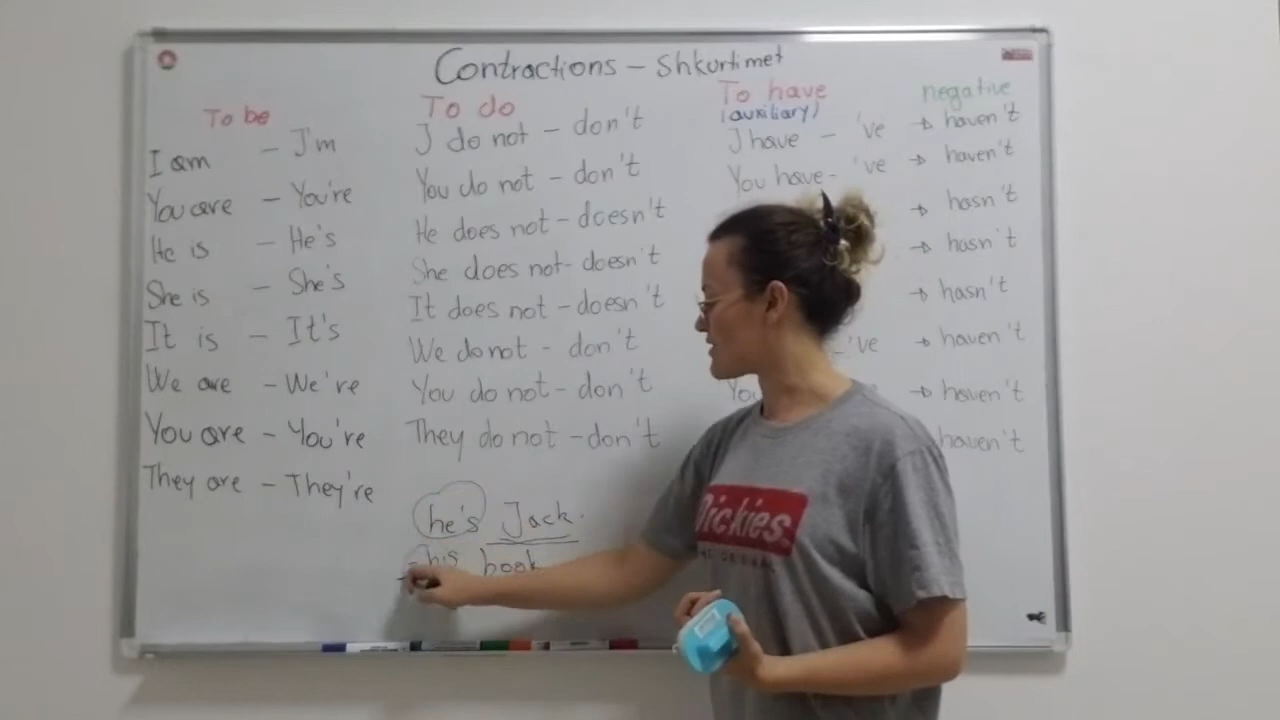 Contractions – Shkurtimet
To be
I am – I'm
You are – You're
He is – He's
She is – She's
It is – It's
We are – We're
You are – You're
They are – They're
To do
I do not – don't
You do not – don't
He does not – doesn't
She does not – doesn't
It does not – doesn't
We do not – don't
You do not – don't
They do not – don't
he's Jack.
- his book
To have
(auxiliary)
I have – 've
You have – 've
– 've
You
negative
→ haven't
→ haven't
→ hasn't
→ hasn't
→ hasn't
→ haven't
→ haven't
haven't
Dickies